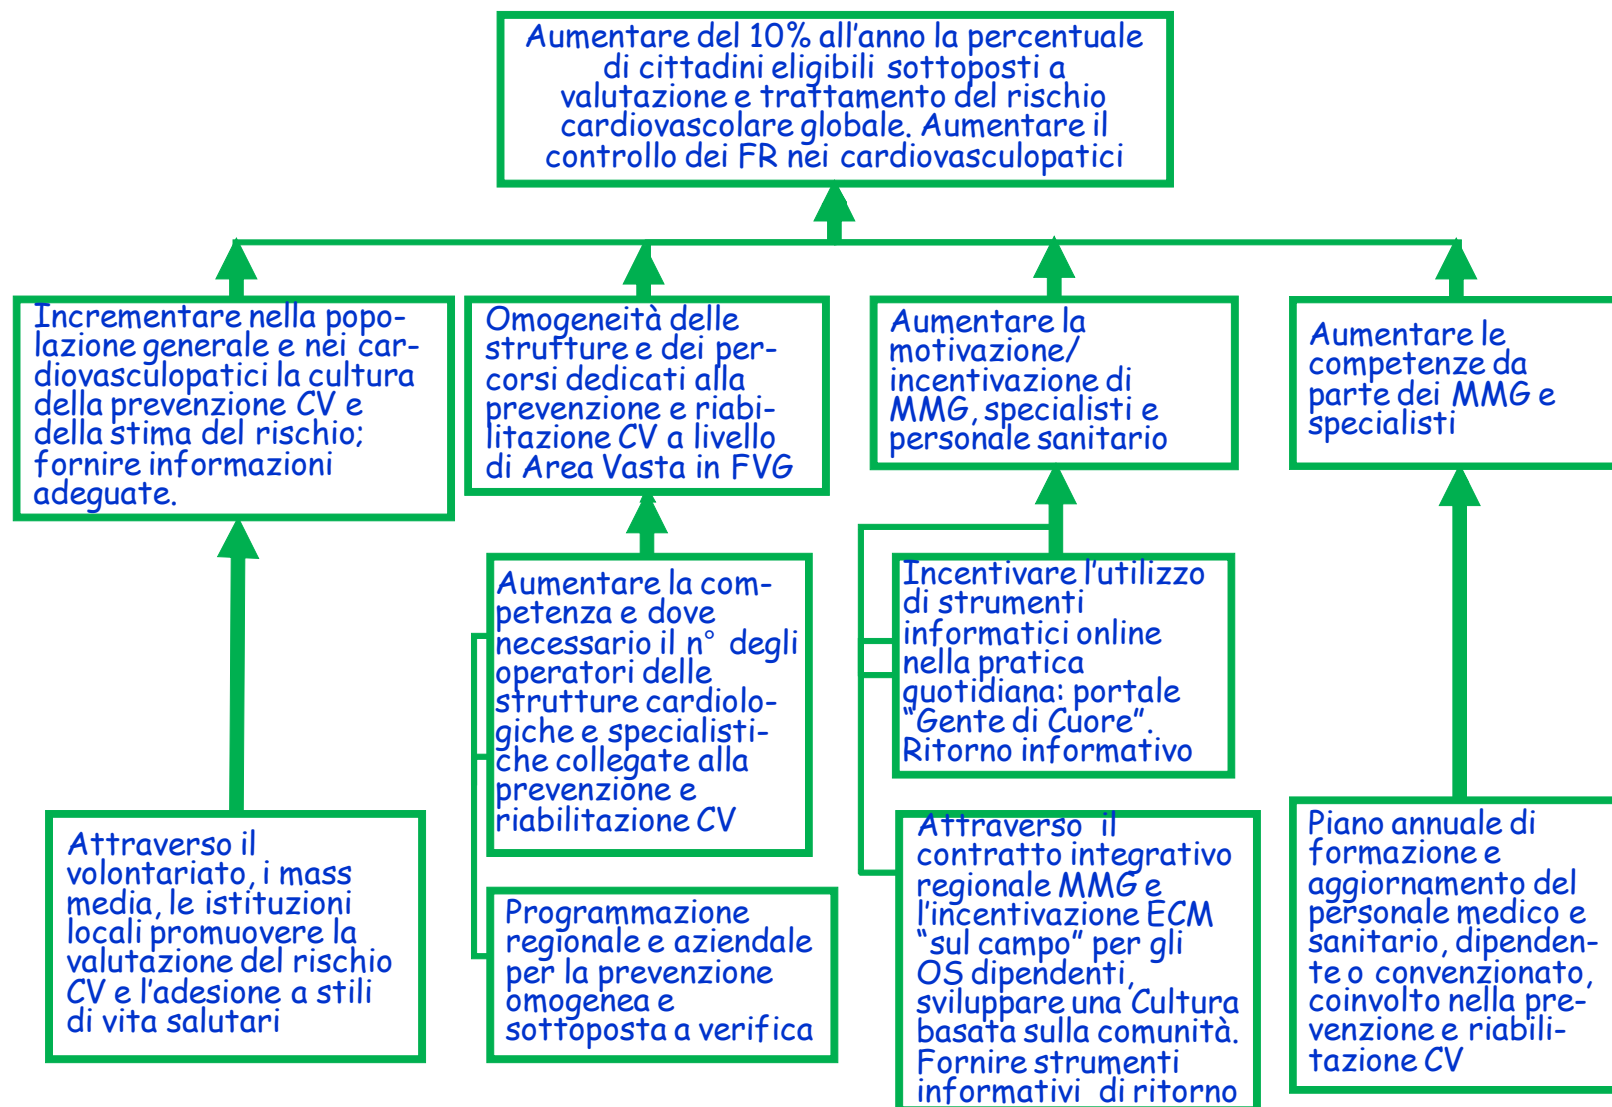 Aumentare del 10% all'anno la percentuale
di cittadini eligibili sottoposti a
valutazione e trattamento del rischio
cardiovascolare globale. Aumentare il
controllo dei FR nei cardiovasculopatici
Incrementare nella popo-
lazione generale e nei car-
diovasculopatici la cultura
della prevenzione CV e
della stima del rischio;
fornire informazioni
adeguate.
Omogeneità delle
strutture e dei per-
corsi dedicati alla
prevenzione e riabi-
litazione CV a livello
di Area Vasta in FVG
Aumentare la
motivazione/
incentivazione di
MMG, specialisti e
personale sanitario
Aumentare le
competenze da
parte dei MMG e
specialisti
Aumentare la com-
petenza e dove
necessario il n° degli
operatori delle
strutture cardiolo-
giche e specialisti-
che collegate alla
prevenzione e
riabilitazione CV
Incentivare l'utilizzo
di strumenti
informatici online
nella pratica
quotidiana: portale
"Gente di Cuore".
Ritorno informativo
Attraverso il
volontariato, i mass
media, le istituzioni
locali promuovere la
valutazione del rischio
CV e l'adesione a stili
di vita salutari
Programmazione
regionale e aziendale
per la prevenzione
omogenea e
sottoposta a verifica
Attraverso il
contratto integrativo
regionale MMG e
l'incentivazione ECM
"sul campo" per gli
OS dipendenti,
sviluppare una Cultura
basata sulla comunità.
Fornire strumenti
informativi di ritorno
Piano annuale di
formazione e
aggiornamento del
personale medico e
sanitario, dipenden-
te o convenzionato,
coinvolto nella pre-
venzione e riabili-
tazione CV